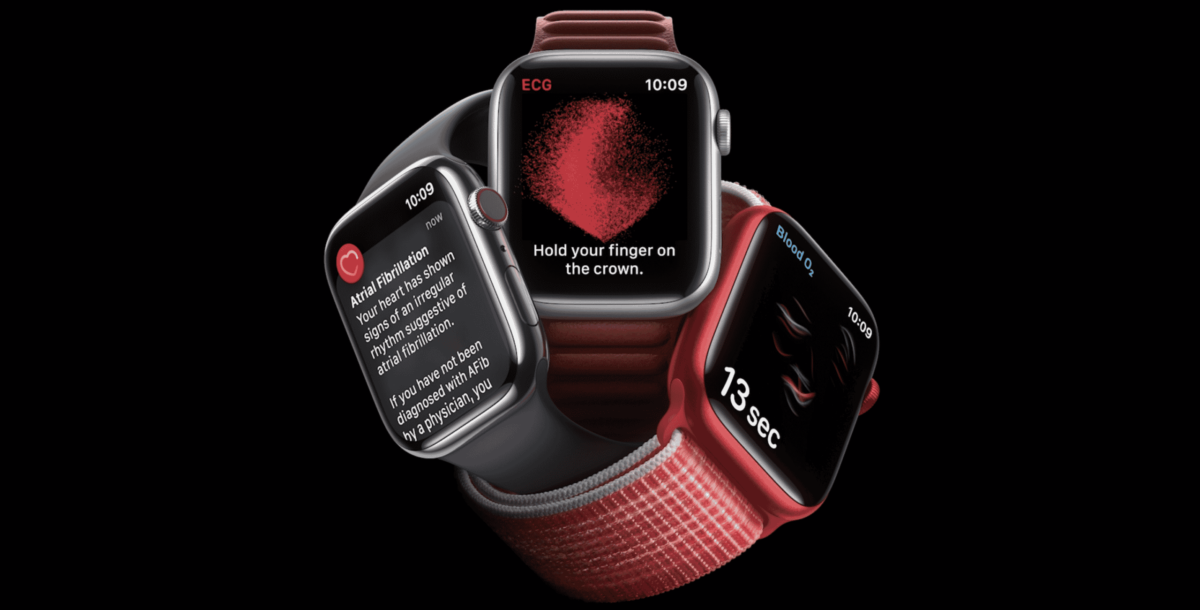 ECG
10:09
Hold your finger on
the crown.
10:09
now
Atrial Fibrillation
Your heart has shown
signs of an irregular
rhythm suggestive of
atrial fibrillation.
If you have not been
diagnosed with AFib
by a physician, you
Blood O₂
10:09
13 sec